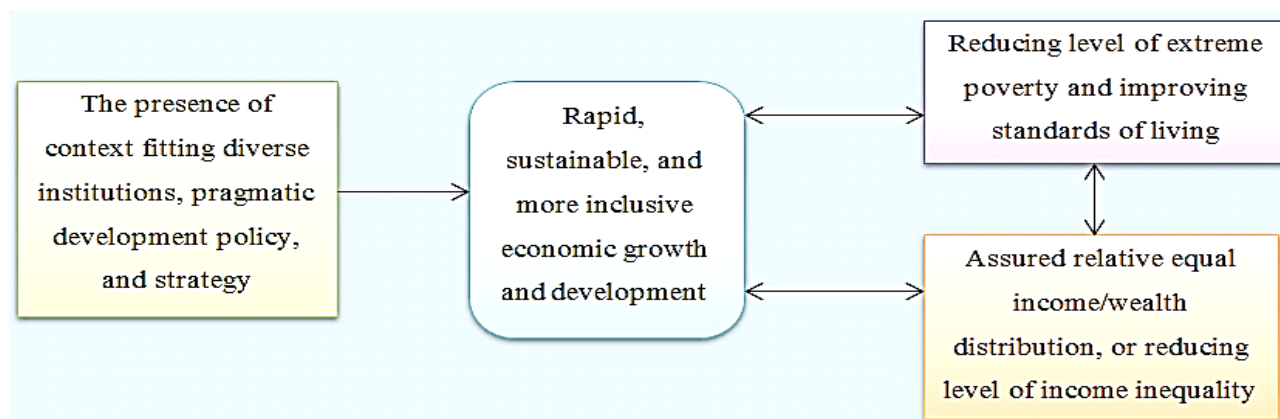 The presence of
context fitting diverse
institutions, pragmatic
development policy,
and strategy
Rapid,
sustainable, and
more inclusive
economic growth
and development
Reducing level of extreme
poverty and improving
standards of living
Assured relative equal
income/wealth
distribution, or reducing
level of income inequality